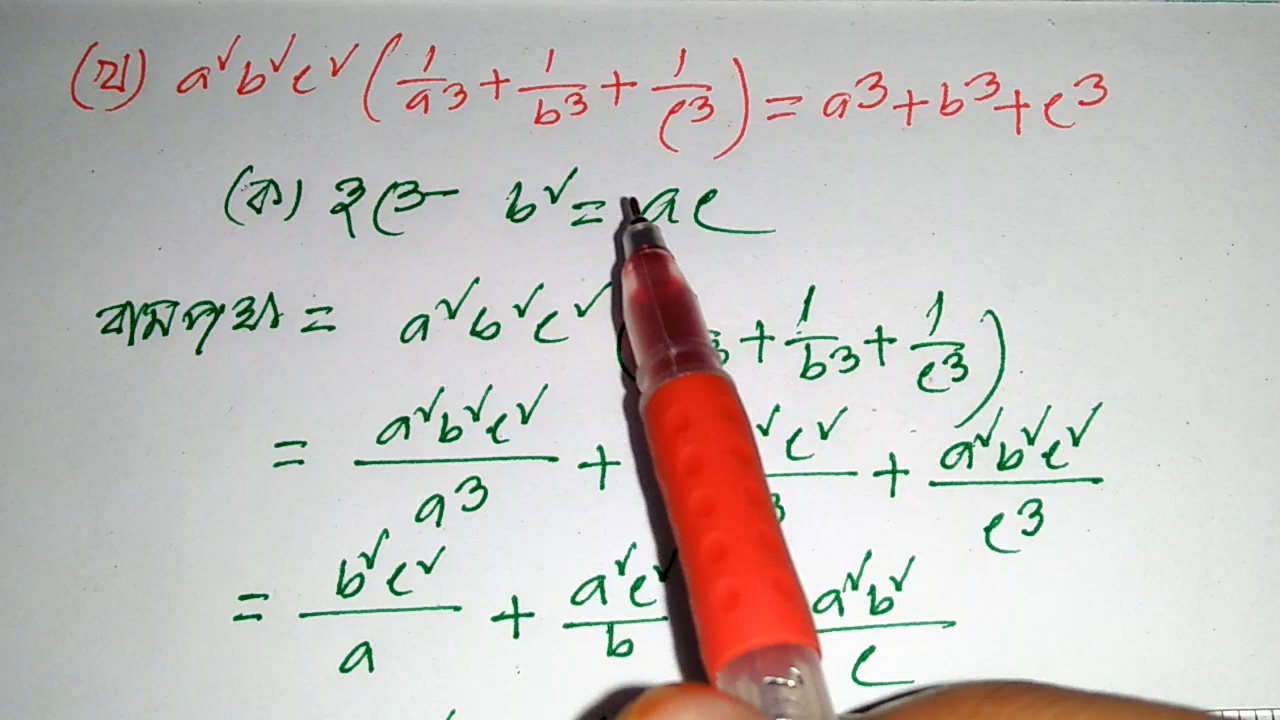 (খ) a²b²c²(1/a³ + 1/b³ + 1/c³) = a³+b³+c³
(ক) হতে b² = ac
বামপক্ষ = a²b²c² ( + 1/b³ + 1/c³)
= a²b²c²/a³ + c²/ + a²b²c²/c³
= b²c²/a + a²c²/b a²b²/c